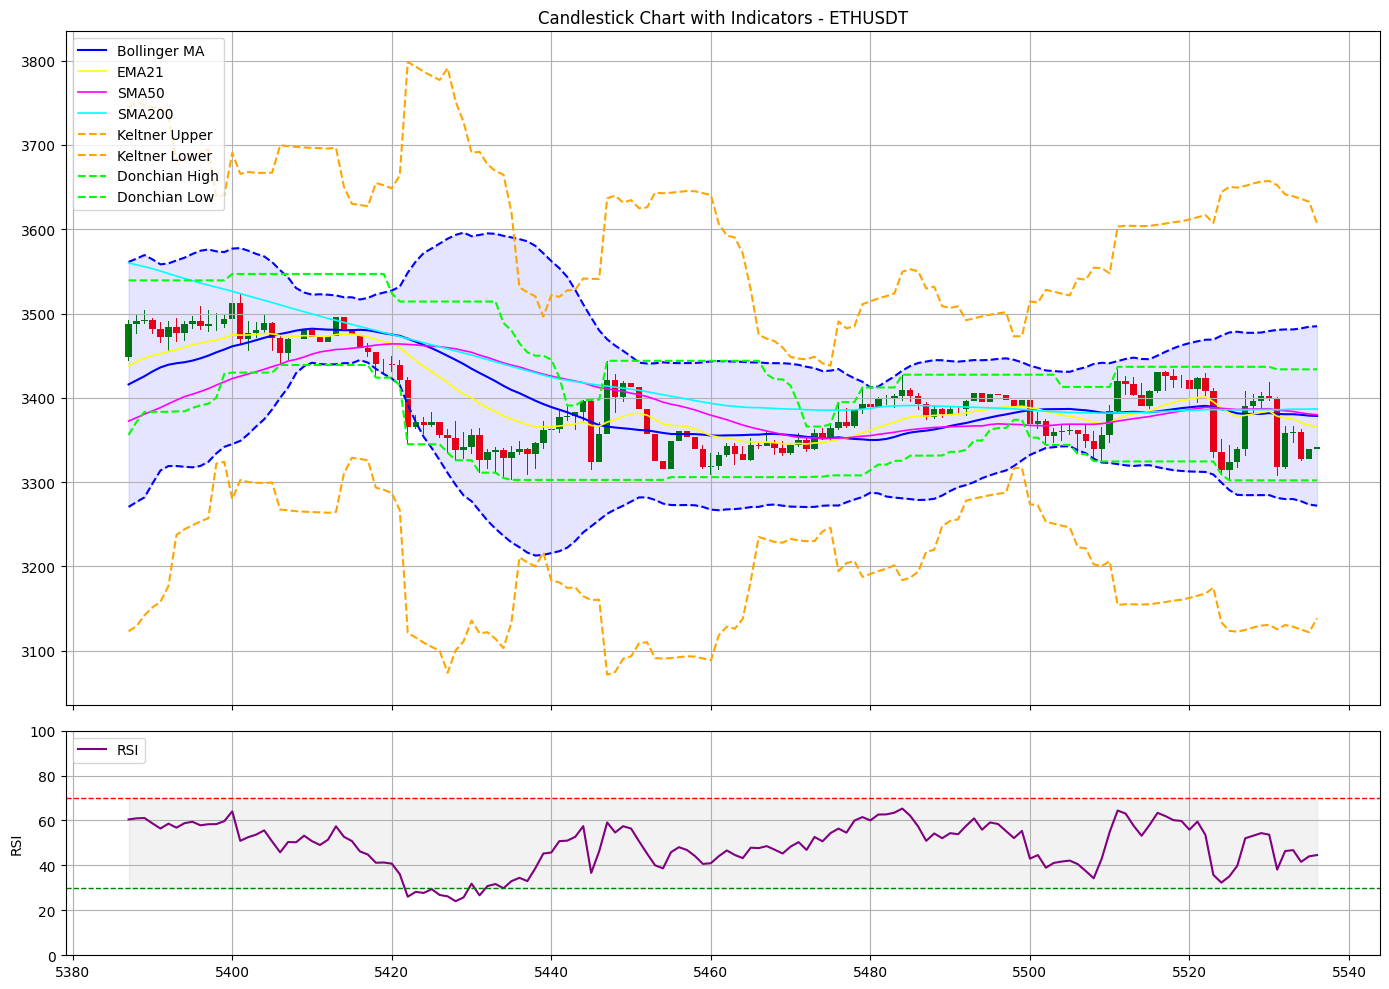 Candlestick Chart with Indicators - ETHUSDT
Bollinger MA
EMA21
SMA50
SMA200
Keltner Upper
Keltner Lower
Donchian High
Donchian Low
3800
3700
3600
3500
3400
3300
3200
3100
RSI
100
80
60
40
20
0
RSI
5380
5400
5420
5440
5460
5480
5500
5520
5540